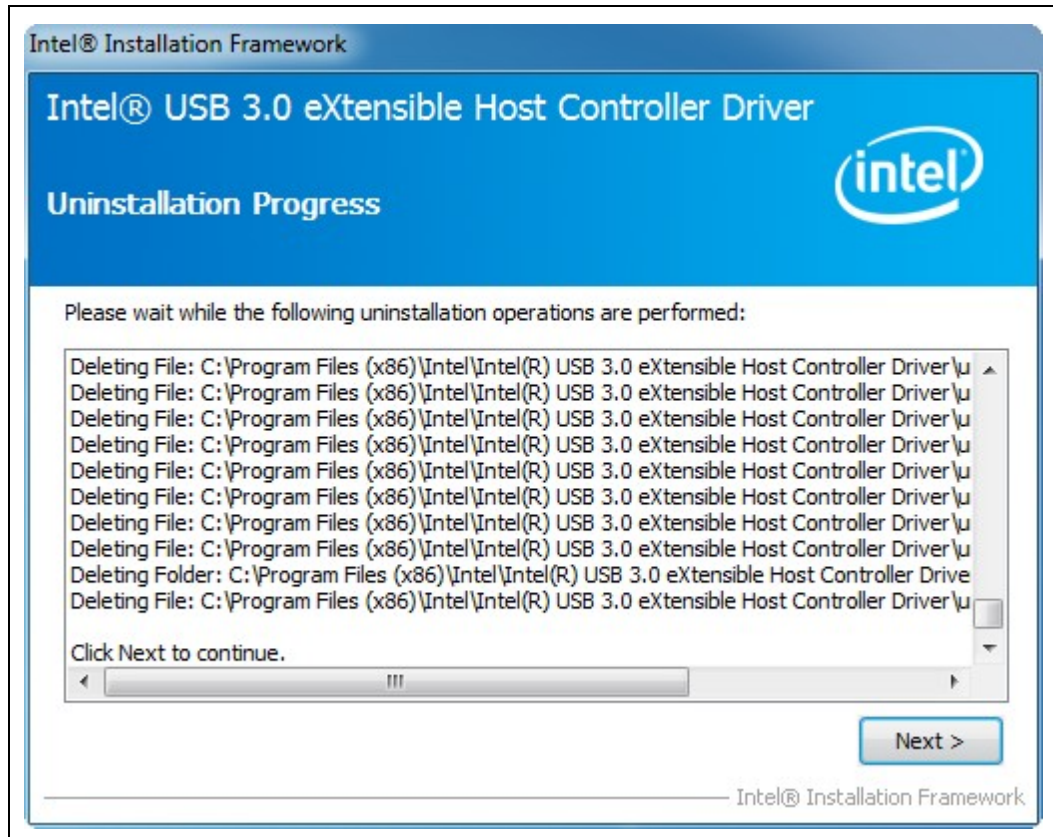 Intel® Installation Framework
Intel® USB 3.0 eXtensible Host Controller Driver
intel
Uninstallation Progress
Please wait while the following uninstallation operations are performed:
Deleting File: C:\Program Files (x86)\Intel\Intel(R) USB 3.0 eXtensible Host Controller Driver\µ
Deleting File: C:\Program Files (x86)\Intel\Intel(R) USB 3.0 eXtensible Host Controller Driver\µ
Deleting File: C:\Program Files (x86)\Intel\Intel(R) USB 3.0 eXtensible Host Controller Driver\µ
Deleting File: C:\Program Files (x86)\Intel\Intel(R) USB 3.0 eXtensible Host Controller Driver\µ
Deleting File: C:\Program Files (x86)\Intel\Intel(R) USB 3.0 eXtensible Host Controller Driver\µ
Deleting File: C:\Program Files (x86)\Intel\Intel(R) USB 3.0 eXtensible Host Controller Driver\µ
Deleting File: C:\Program Files (x86)\Intel\Intel(R) USB 3.0 eXtensible Host Controller Driver\µ
Deleting File: C:\Program Files (x86)\Intel\Intel(R) USB 3.0 eXtensible Host Controller Driver\µ
Deleting Folder: C:\Program Files (x86)\Intel\Intel(R) USB 3.0 eXtensible Host Controller Drive
Deleting File: C:\Program Files (x86)\Intel\Intel(R) USB 3.0 eXtensible Host Controller Driver\µ
Click Next to continue.
Next >
Intel® Installation Framework